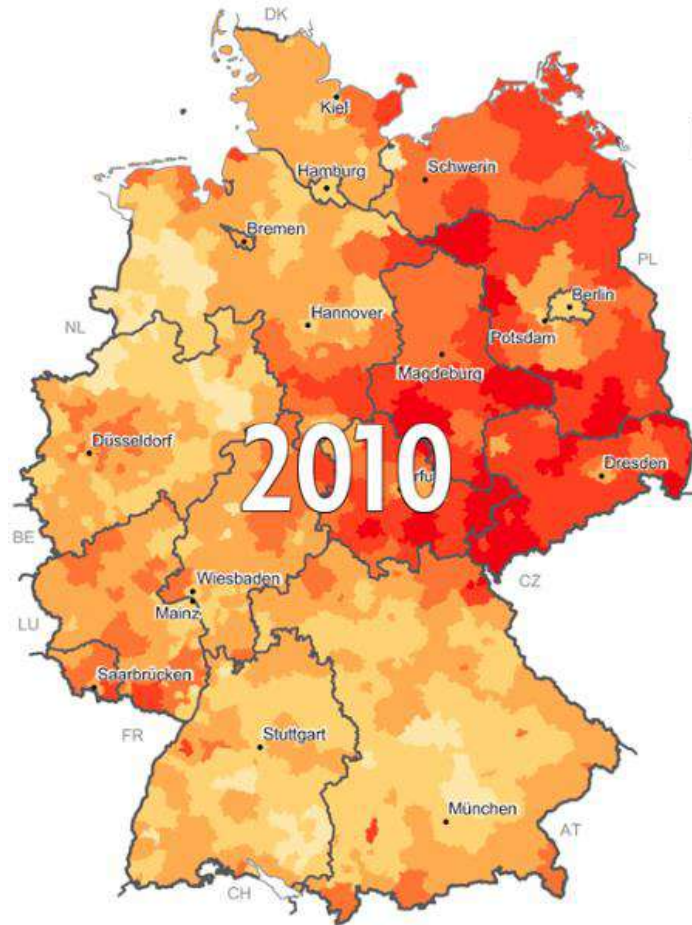 DK
Kiel
Hamburg
Schwerin
Bremen
PL
Berlin
Hannover
NL
Potsdam
Magdeburg
2010
Düsseldorf
rfu
Dresden
BE
Wiesbaden
CZ
Mainz
LU
Saarbrücken
FR
Stuttgart
München
AT
CH